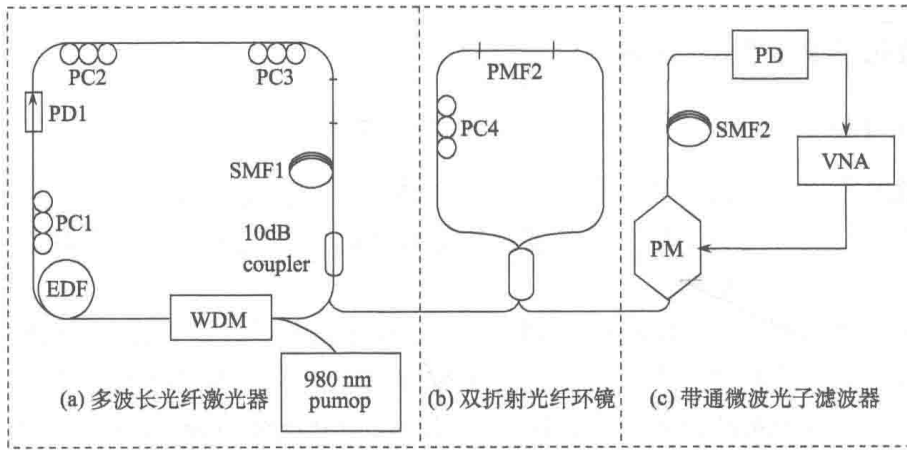 PC2
PC3
PD1
SMF1
PC1
10dB
coupler
EDF
WDM
980 nm
pumop
(a) 多波长光纤激光器
PMF2
PC4
(b) 双折射光纤环镜
PD
SMF2
VNA
PM
(c) 带通微波光子滤波器